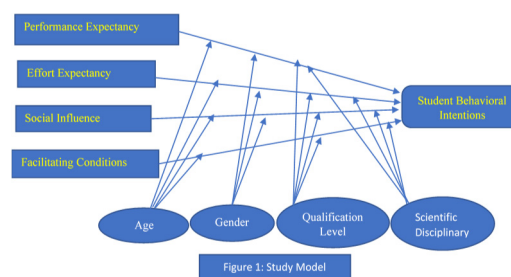 Performance Expectancy
Effort Expectancy
Social Influence
Facilitating Conditions
Student Behavioral
Intentions
Age
Gender
Qualification
Level
Scientific
Disciplinary
Figure 1: Study Model